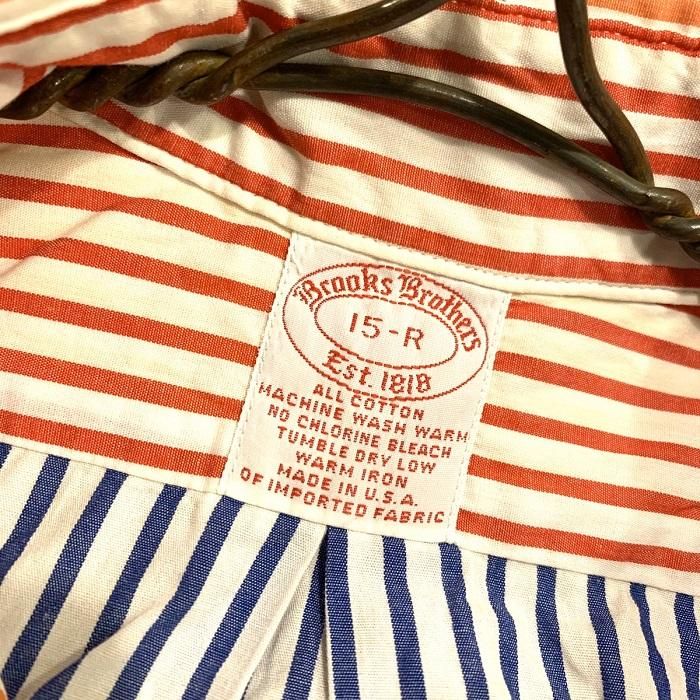 Brooks Brothers
15-R
Est. 1818
ALL COTTON
MACHINE WASH WARM
NO CHLORINE BLEACH
TUMBLE DRY LOW
WARM IRON
MADE IN U.S.A.
OF IMPORTED FABRIC